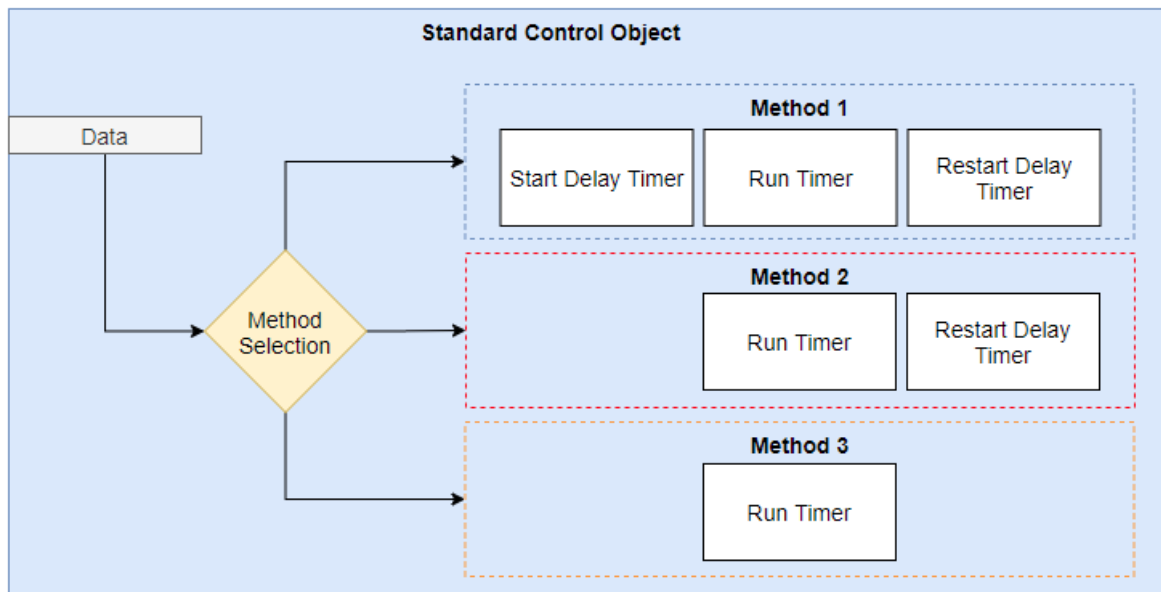 Standard Control Object
Data
Method
Selection
Method 1
Start Delay Timer
Run Timer
Restart Delay
Timer
Method 2
Run Timer
Restart Delay
Timer
Method 3
Run Timer